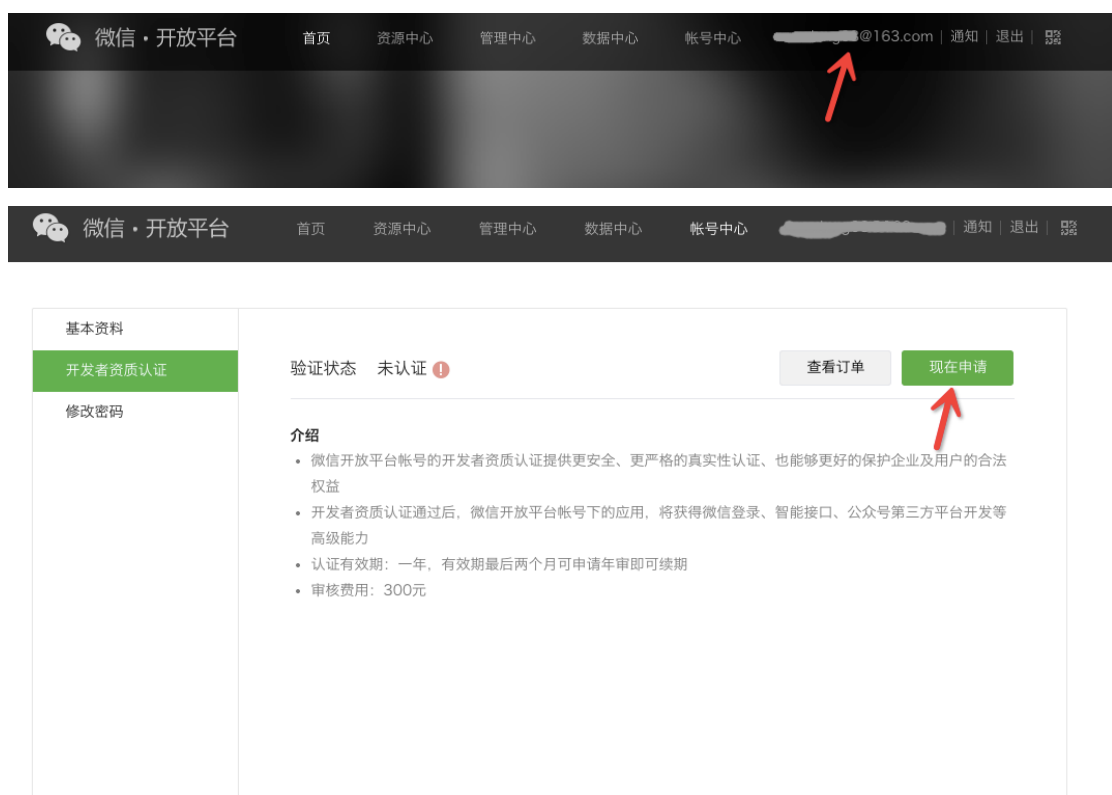 微信·开放平台 首页 资源中心 管理中心 数据中心 帐号中心 @163.com | 通知 | 退出 |
微信·开放平台 首页 资源中心 管理中心 数据中心 帐号中心 | 通知 | 退出 |
基本资料
开发者资质认证
修改密码
验证状态 未认证 查看订单 现在申请
介绍
• 微信开放平台帐号的开发者资质认证提供更安全、更严格的真实性认证、也能够更好的保护企业及用户的合法
权益
• 开发者资质认证通过后,微信开放平台帐号下的应用,将获得微信登录、智能接口、公众号第三方平台开发等
高级能力
• 认证有效期:一年,有效期最后两个月可申请年审即可续期
• 审核费用:300元